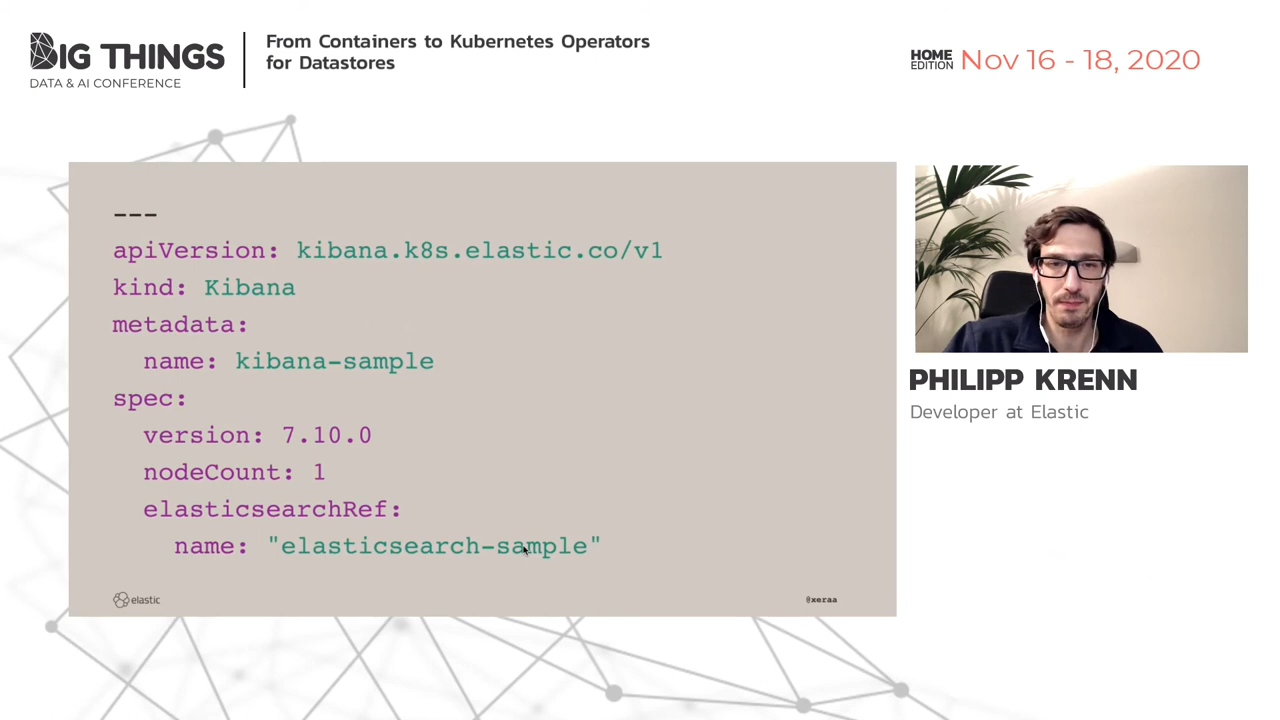 BIG THINGS
DATA & AI CONFERENCE
From Containers to Kubernetes Operators
for Datastores
HOME
EDITION
Nov 16 - 18, 2020
---
apiVersion: kibana.k8s.elastic.co/v1
kind: Kibana
metadata:
  name: kibana-sample
spec:
  version: 7.10.0
  nodeCount: 1
  elasticsearchRef:
    name: "elasticsearch-sample"
elastic
@xeraa
PHILIPP KRENN
Developer at Elastic